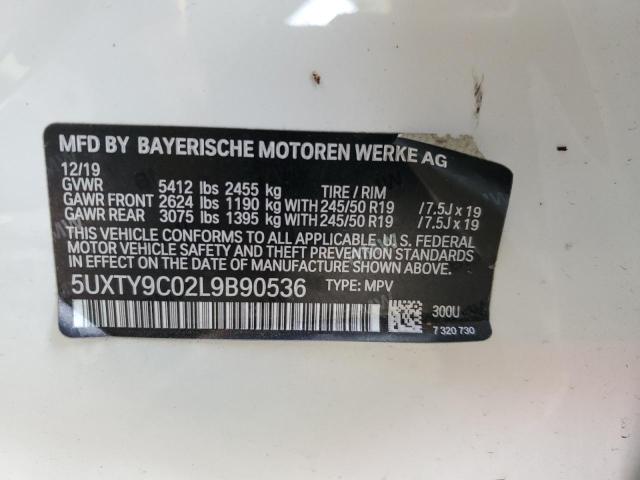 MFD BY BAYERISCHE MOTOREN WERKE AG
12/19
GVWR 5412 lbs 2455 kg TIRE / RIM
GAWR FRONT 2624 lbs 1190 kg WITH 245/50 R19 / 7.5J x 19
GAWR REAR 3075 lbs 1395 kg WITH 245/50 R19 / 7.5J x 19
THIS VEHICLE CONFORMS TO ALL APPLICABLE U. S. FEDERAL
MOTOR VEHICLE SAFETY AND THEFT PREVENTION STANDARDS
IN EFFECT ON THE DATE OF MANUFACTURE SHOWN ABOVE.
5UXTY9C02L9B90536 TYPE: MPV
300U
7 320 730